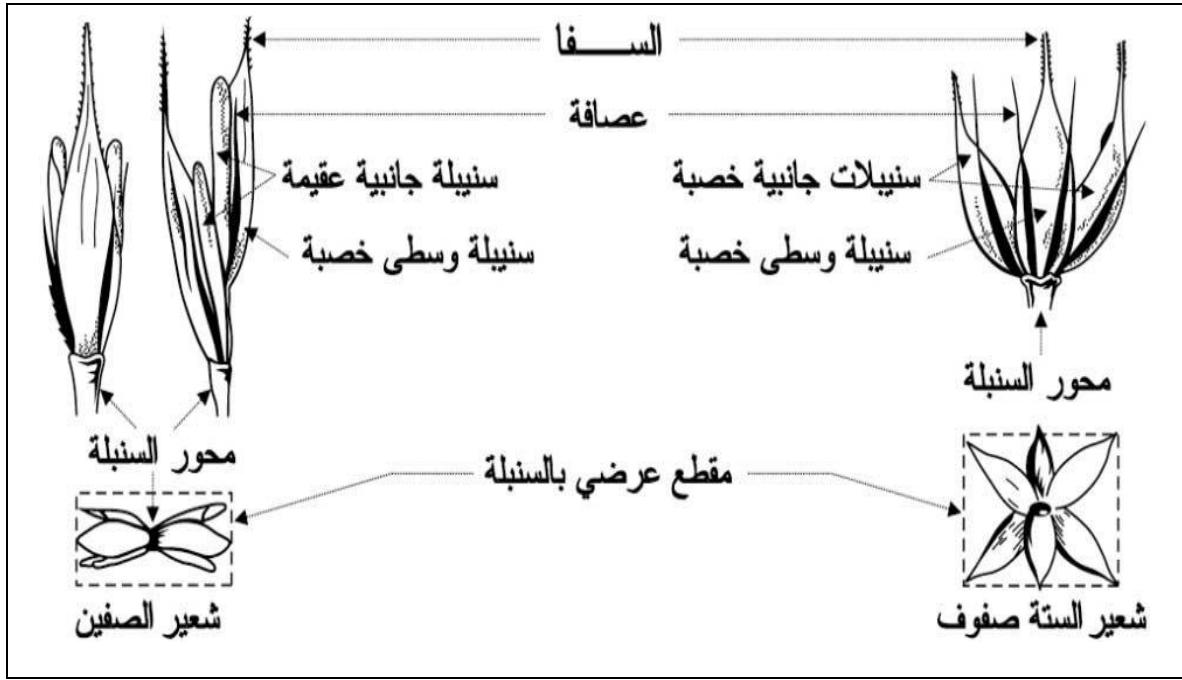 الســـــفا
عصافة
سنيبلات جانبية خصبة
سنيبلة جانبية عقيمة
سنيبلة وسطى خصبة
سنيبلة وسطى خصبة
محور السنبلة
محور السنبلة
مقطع عرضي بالسنبلة
شعير الستة صفوف
شعير الصفين